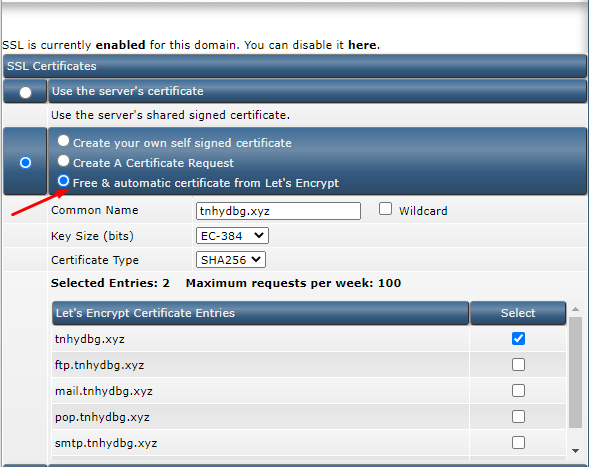 SSL is currently enabled for this domain. You can disable it here.
SSL Certificates
Use the server's certificate
Use the server's shared signed certificate.
Create your own self signed certificate
Create A Certificate Request
Free & automatic certificate from Let's Encrypt
Common Name tnhydbg.xyz Wildcard
Key Size (bits) EC-384
Certificate Type SHA256
Selected Entries: 2 Maximum requests per week: 100
Let's Encrypt Certificate Entries Select
tnhydbg.xyz
ftp.tnhydbg.xyz
mail.tnhydbg.xyz
pop.tnhydbg.xyz
smtp.tnhydbg.xyz